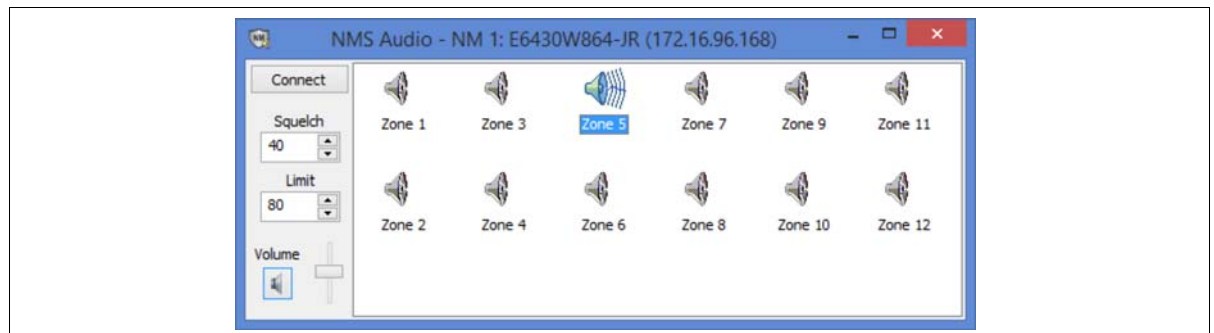 NMS Audio - NM 1: E6430W864-JR (172.16.96.168)
Connect
Squelch
40
Limit
80
Volume
Zone 1 Zone 3 Zone 5 Zone 7 Zone 9 Zone 11
Zone 2 Zone 4 Zone 6 Zone 8 Zone 10 Zone 12